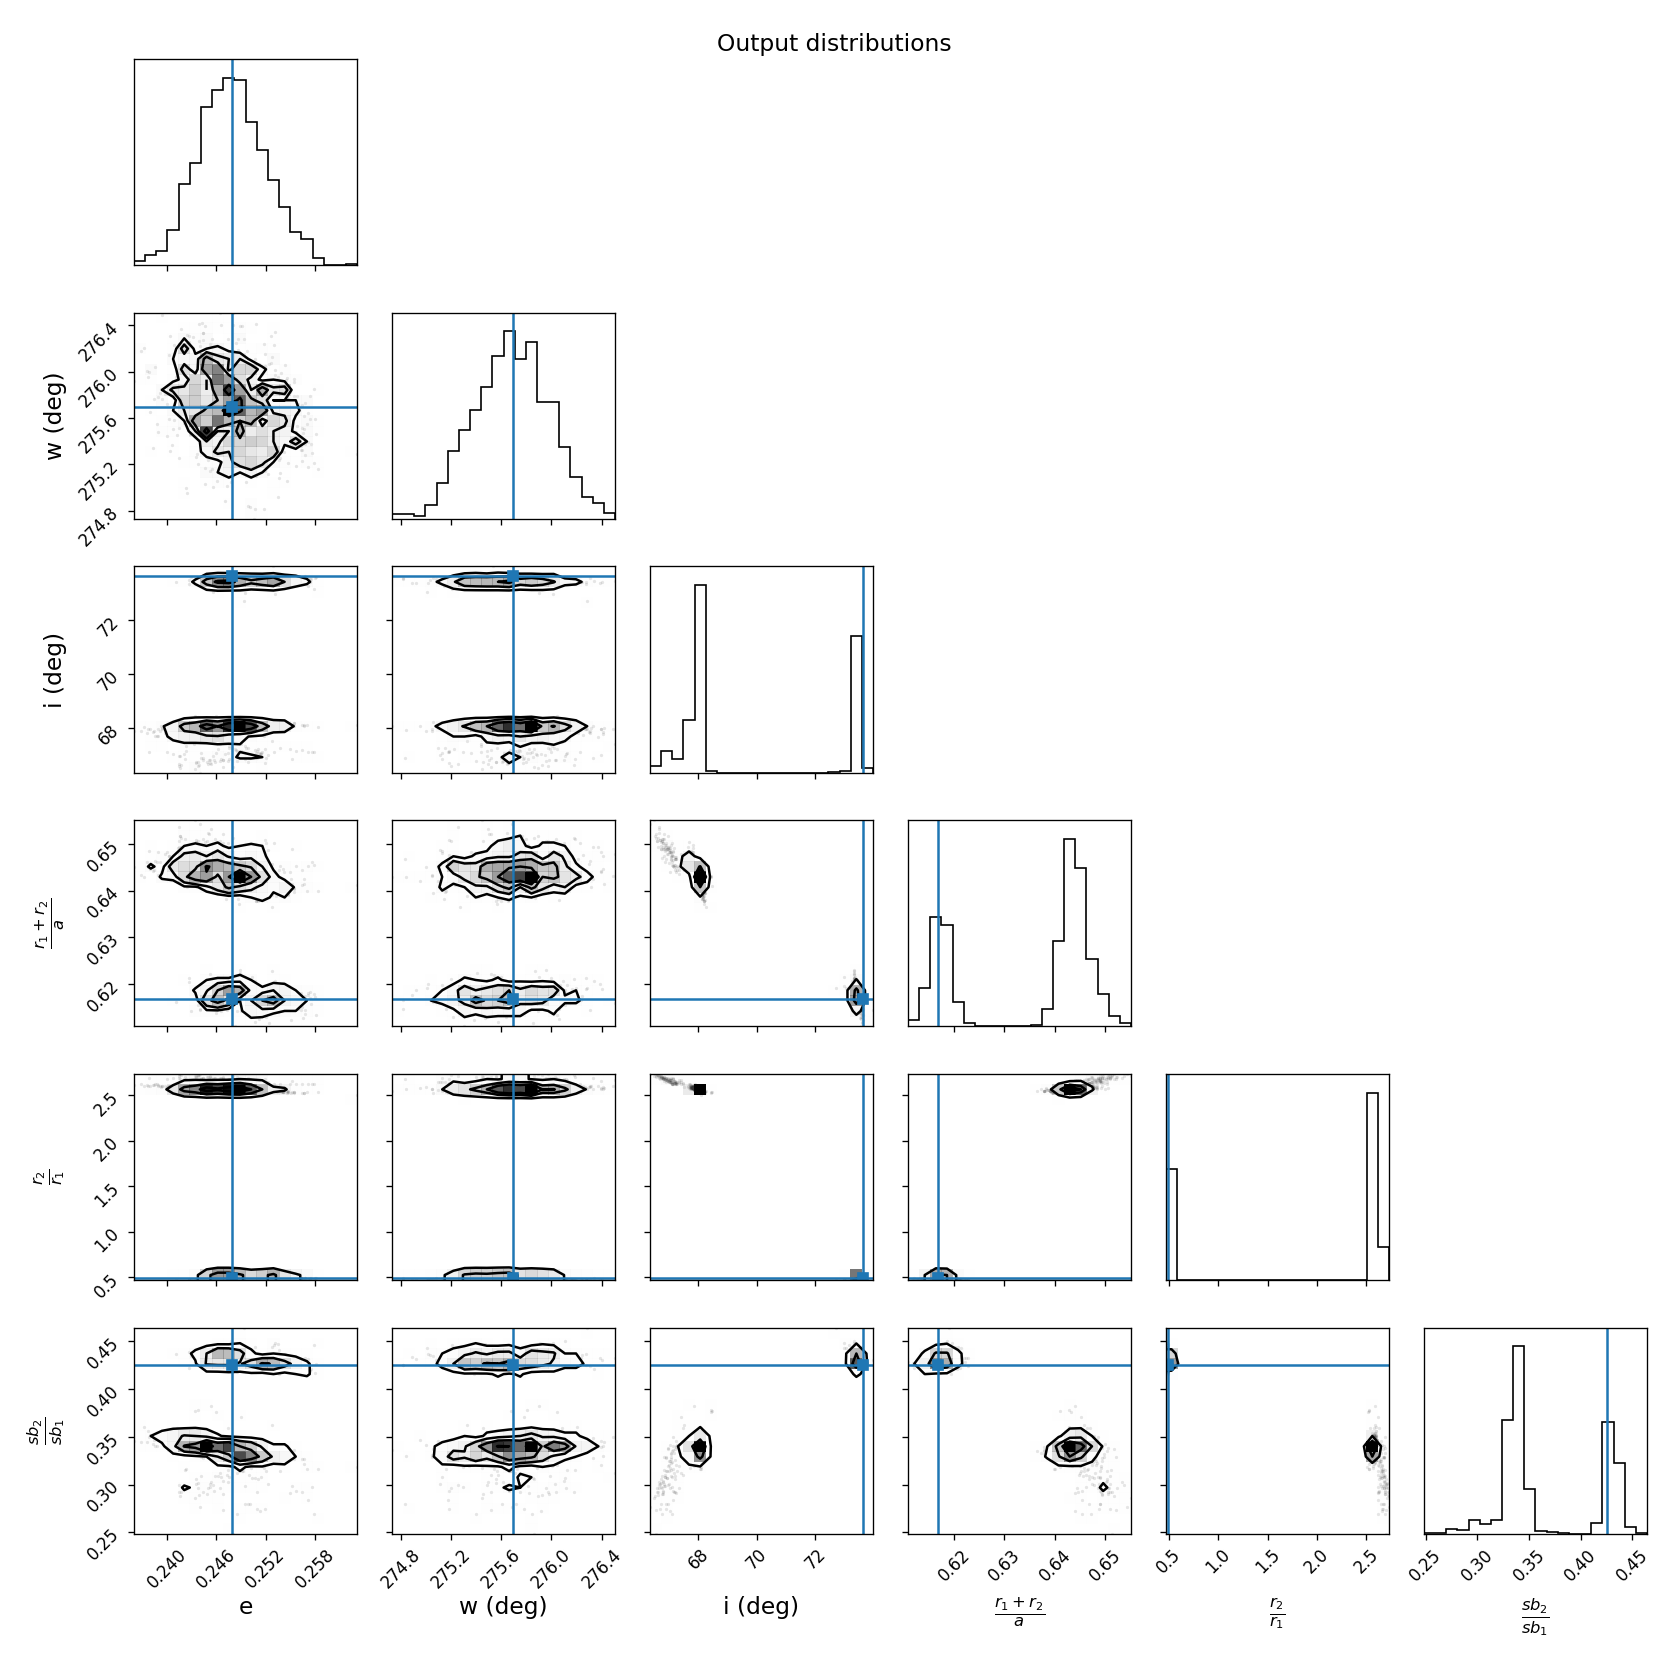 Output distributions
w (deg)
276.4
276.0
275.6
275.2
274.8
i (deg)
72
70
68
r₁ + r₂
a
0.65
0.64
0.63
0.62
r₂
r₁
2.5
2.0
1.5
1.0
0.5
sb₂
sb₁
0.45
0.40
0.35
0.30
0.25
0.240 0.246 0.252 0.258 274.8 275.2 275.6 276.0 276.4 68 70 72 0.62 0.63 0.64 0.65 0.5 1.0 1.5 2.0 2.5 0.25 0.30 0.35 0.40 0.45
e w (deg) i (deg) r₁ + r₂ r₂ sb₂
a r₁ sb₁